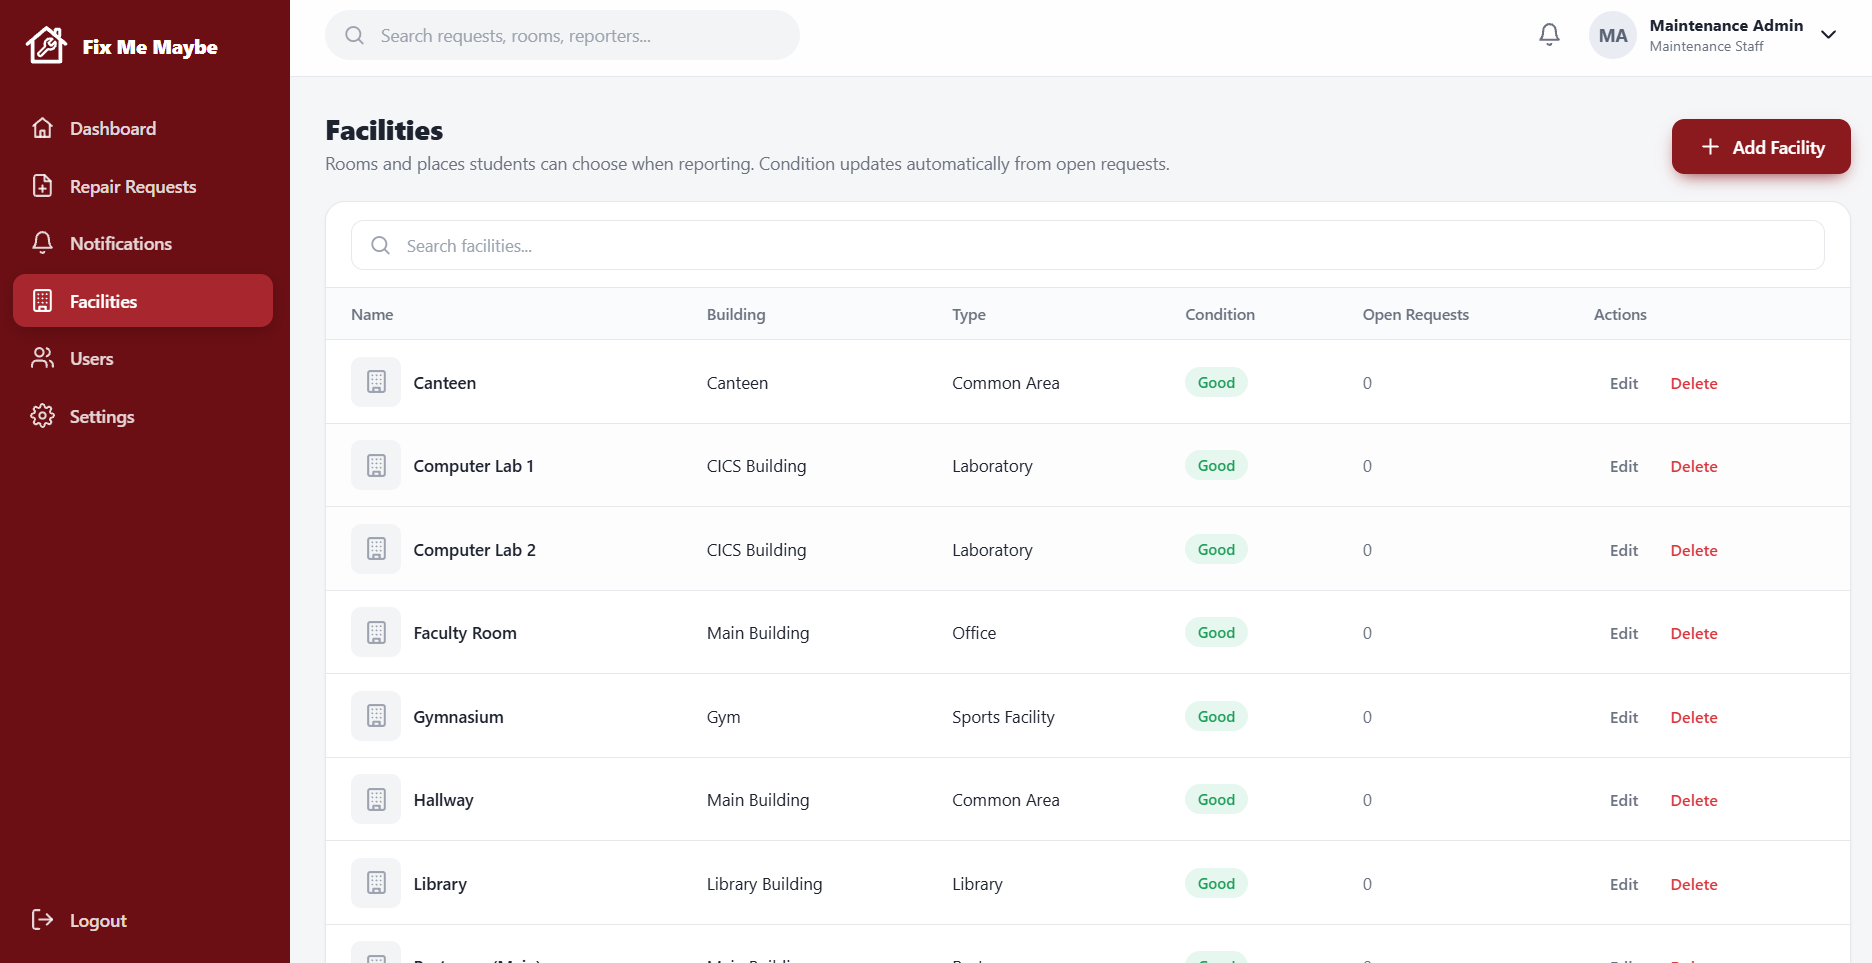 Fix Me Maybe
Dashboard
Repair Requests
Notifications
Facilities
Users
Settings
Logout
Search requests, rooms, reporters...
MA
Maintenance Admin
Maintenance Staff
Facilities
Rooms and places students can choose when reporting. Condition updates automatically from open requests.
+ Add Facility
Search facilities...
Name Building Type Condition Open Requests Actions
Canteen Canteen Common Area Good 0 Edit Delete
Computer Lab 1 CICS Building Laboratory Good 0 Edit Delete
Computer Lab 2 CICS Building Laboratory Good 0 Edit Delete
Faculty Room Main Building Office Good 0 Edit Delete
Gymnasium Gym Sports Facility Good 0 Edit Delete
Hallway Main Building Common Area Good 0 Edit Delete
Library Library Building Library Good 0 Edit Delete